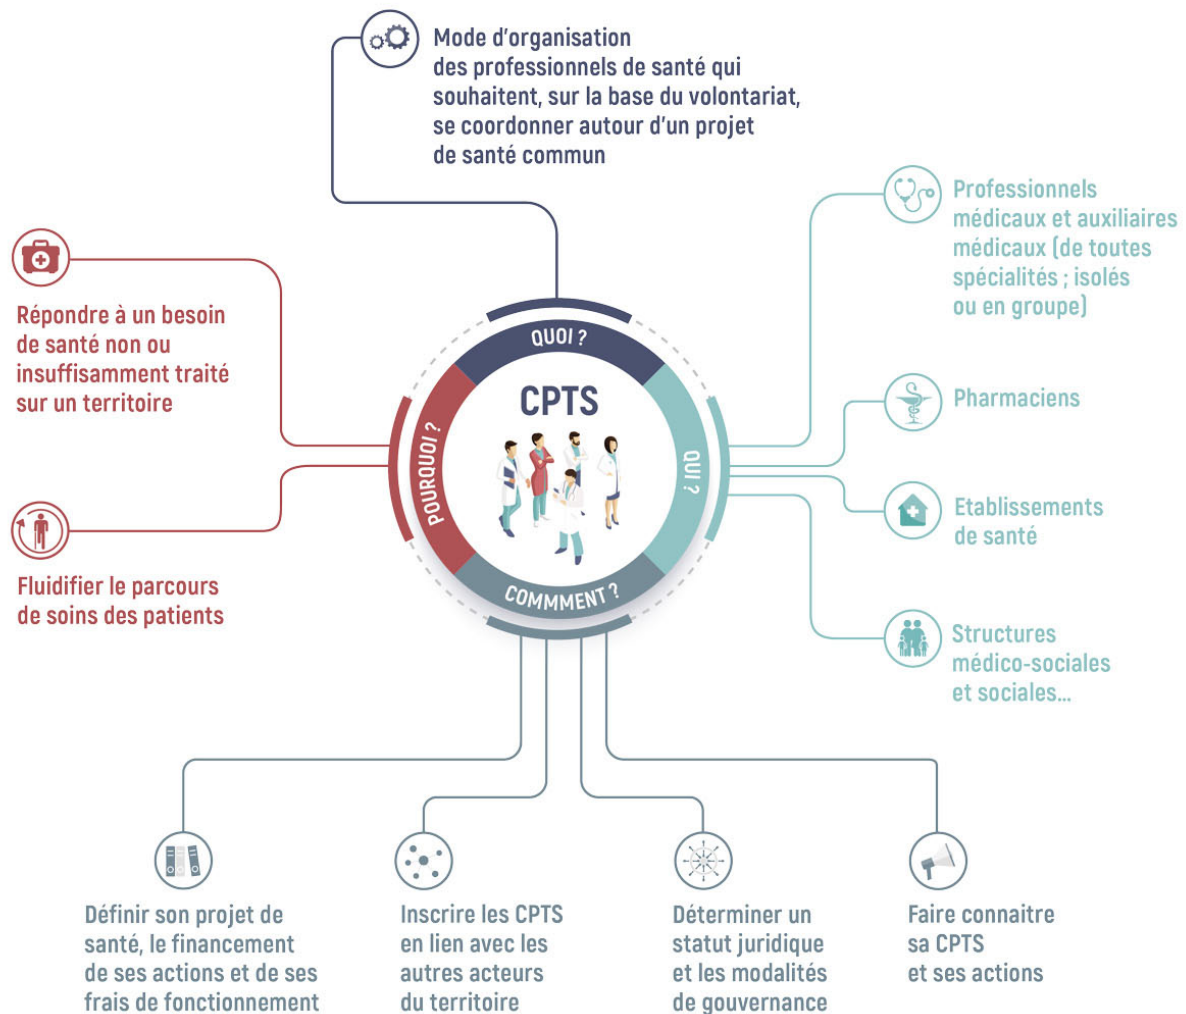 Mode d'organisation
des professionnels de santé qui
souhaitent, sur la base du volontariat,
se coordonner autour d'un projet
de santé commun
Professionnels
médicaux et auxiliaires
médicaux (de toutes
spécialités ; isolés
ou en groupe)
Répondre à un besoin
de santé non ou
insuffisamment traité
sur un territoire
QUOI ?
CPTS
POURQUOI ?
QUI ?
COMMMENT ?
Pharmaciens
Etablissements
de santé
Fluidifier le parcours
de soins des patients
Structures
médico-sociales
et sociales...
Définir son projet de
santé, le financement
de ses actions et de ses
frais de fonctionnement
Inscrire les CPTS
en lien avec les
autres acteurs
du territoire
Déterminer un
statut juridique
et les modalités
de gouvernance
Faire connaitre
sa CPTS
et ses actions